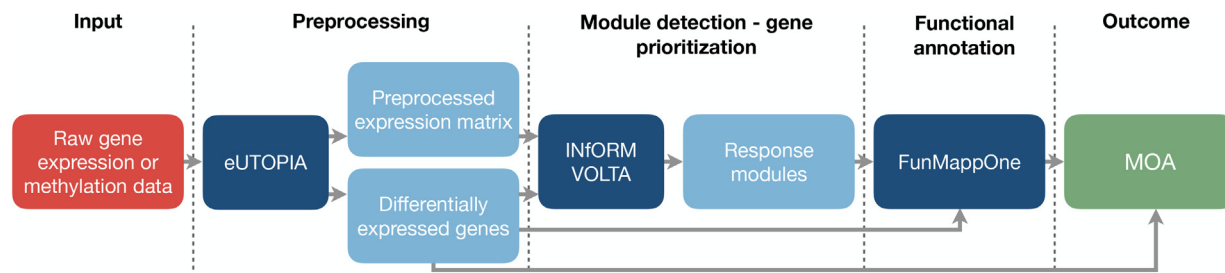 Input
Preprocessing
Module detection - gene
prioritization
Functional
annotation
Outcome
Raw gene
expression or
methylation data
eUTOPIA
Preprocessed
expression matrix
Differentially
expressed genes
INfORM
VOLTA
Response
modules
FunMappOne
MOA